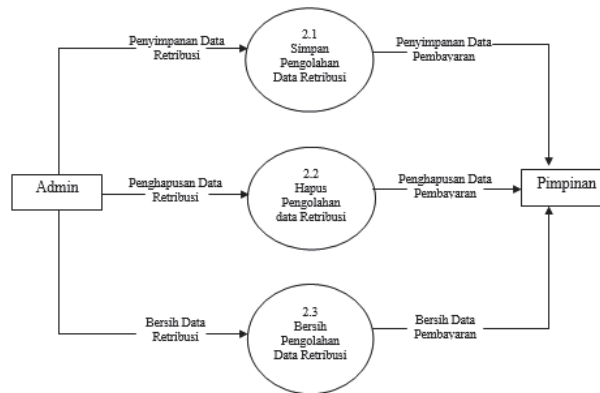 Penyimpanan Data
Retribusi
2.1
Simpan
Pengolahan
Data Retribusi
Penyimpanan Data
Pembayaran
Admin
Penghapusan Data
Retribusi
2.2
Hapus
Pengolahan
data Retribusi
Penghapusan Data
Pembayaran
Pimpinan
Bersih Data
Retribusi
2.3
Bersih
Pengolahan
Data Retribusi
Bersih Data
Pembayaran